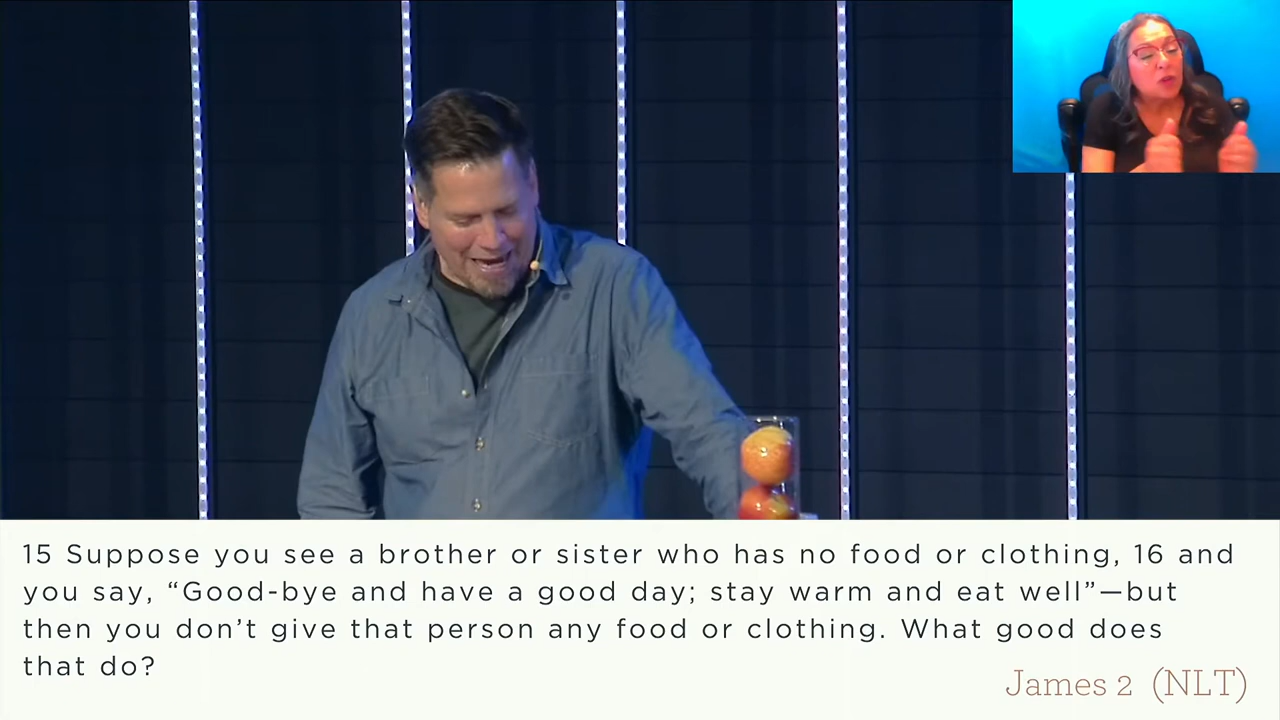 15 Suppose you see a brother or sister who has no food or clothing, 16 and
you say, “Good-bye and have a good day; stay warm and eat well”—but
then you don’t give that person any food or clothing. What good does
that do?
James 2 (NLT)